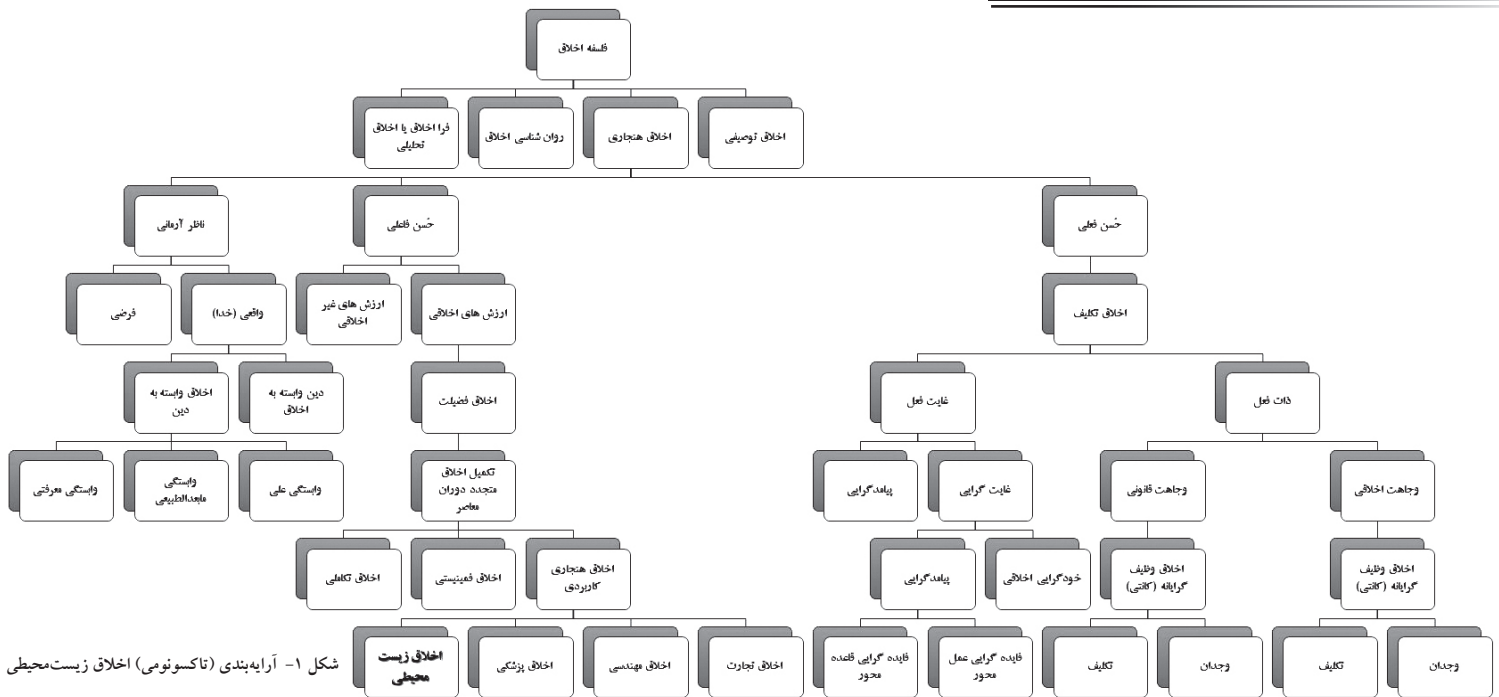 فلسفه اخلاق
اخلاق توصیفی
اخلاق هنجاری
روان شناسی اخلاق
فرا اخلاق یا اخلاق
تحلیلی
حُسن فعلی
حُسن فاعلی
ناظر آرمانی
اخلاق تکلیف
ارزش های اخلاقی
ارزش های غیر
اخلاقی
واقعی (خدا)
فرضی
ذات فعل
غایت فعل
اخلاق فضیلت
دین وابسته به
اخلاق
اخلاق وابسته به
دین
وجاهت اخلاقی
وجاهت قانونی
غایت گرایی
پیامدگرایی
تکمیل اخلاق
متجدد دوران
معاصر
وابستگی علی
وابستگی
مابعدالطبیعی
وابستگی معرفتی
اخلاق وظیف
گرایانه (کانتی)
اخلاق وظیف
گرایانه (کانتی)
خودگرایی اخلاقی
پیامدگرایی
اخلاق هنجاری
کاربردی
اخلاق فمینیستی
اخلاق تکاملی
وجدان
تکلیف
وجدان
تکلیف
فایده گرایی عمل
محور
فایده گرایی قاعده
محور
اخلاق تجارت
اخلاق مهندسی
اخلاق پزشکی
اخلاق زیست
محیطی
شکل ۱- آرایه‌بندی (تاکسونومی) اخلاق زیست‌محیطی